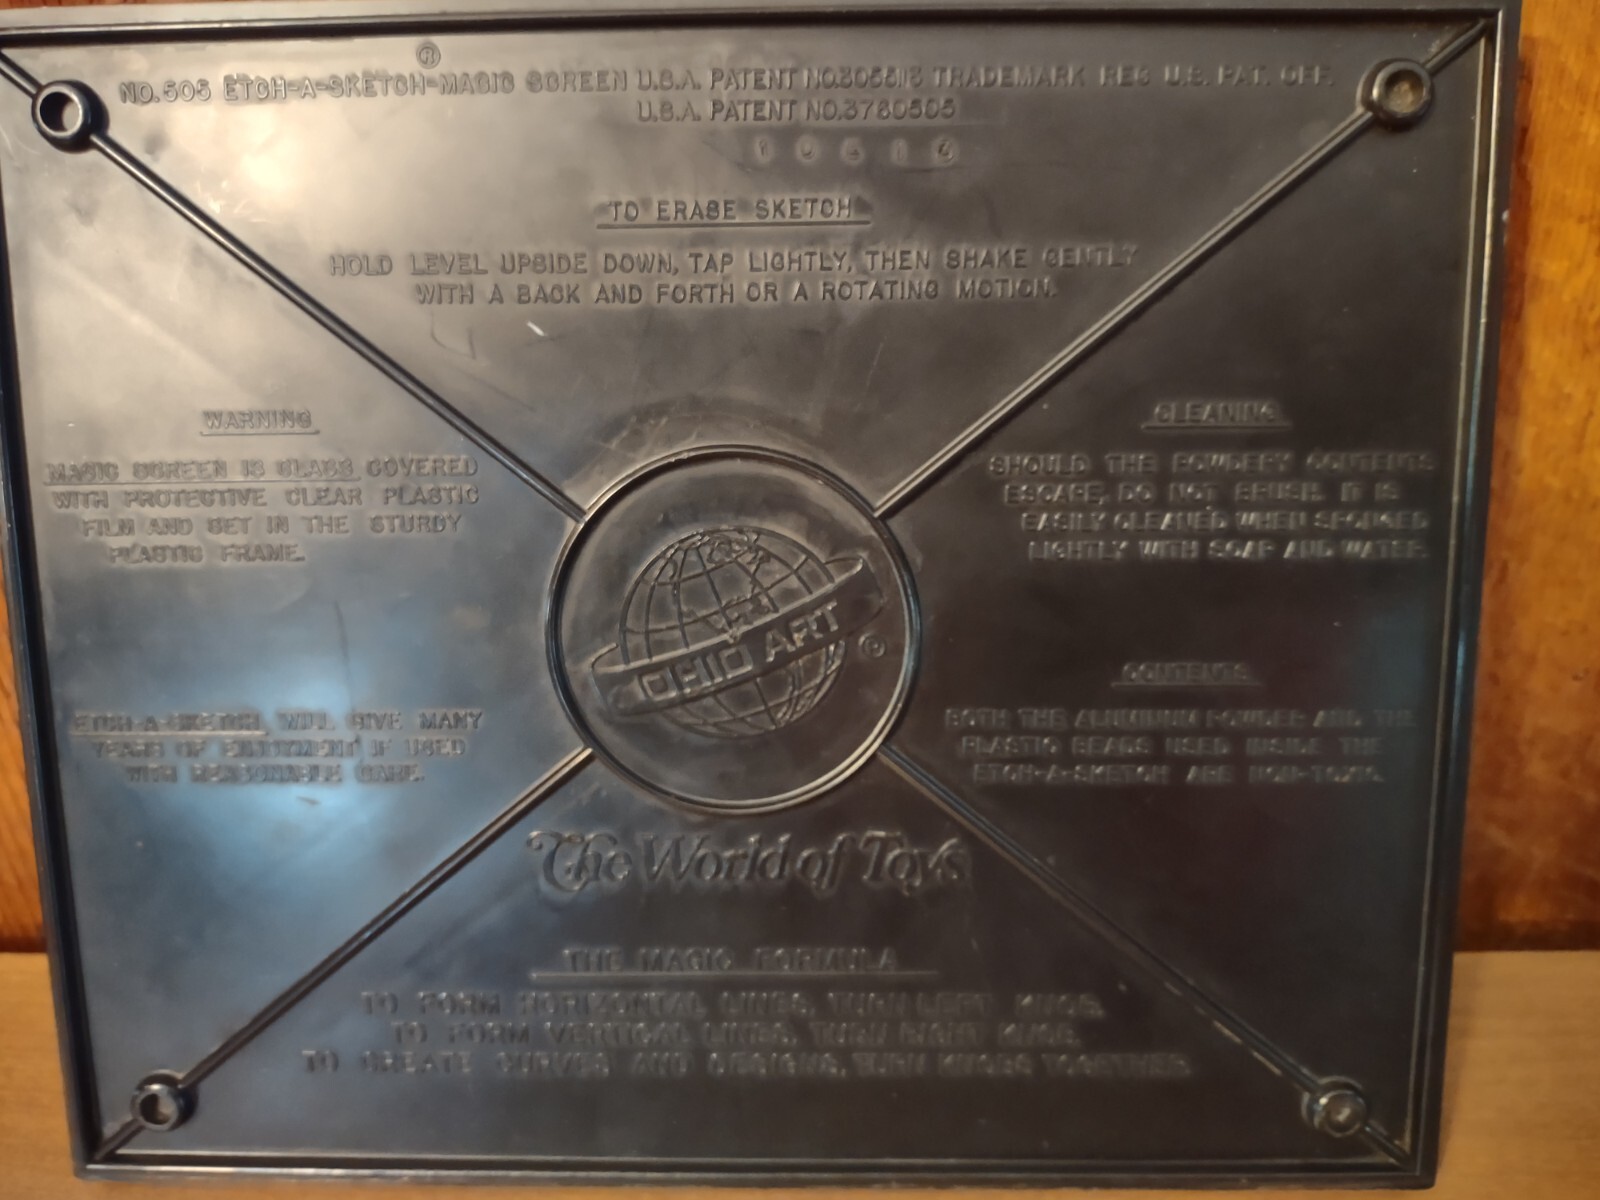 ®
NO.505 ETCH-A-SKETCH-MAGIC SCREEN U.S.A. PATENT NO.3055113 TRADEMARK REG U.S. PAT. OFF.
U.S.A. PATENT NO.3760505
TO ERASE SKETCH
HOLD LEVEL UPSIDE DOWN, TAP LIGHTLY, THEN SHAKE GENTLY
WITH A BACK AND FORTH OR A ROTATING MOTION.
WARNING
MAGIC SCREEN IS GLASS COVERED
WITH PROTECTIVE CLEAR PLASTIC
FILM AND SET IN THE STURDY
PLASTIC FRAME.
ETCH-A-SKETCH, WILL GIVE MANY
YEARS OF ENJOYMENT IF USED
WITH REASONABLE CARE.
CLEANING
SHOULD THE POWDERY CONTENTS
ESCAPE, DO NOT BRUSH. IT IS
EASILY CLEANED WHEN SPONGED
LIGHTLY WITH SOAP AND WATER.
CONTENTS
BOTH THE ALUMINUM POWDER AND THE
PLASTIC BEADS USED INSIDE THE
ETCH-A-SKETCH ARE NON-TOXIC.
OHIO ART ®
The World of Toys
THE MAGIC FORMULA
TO FORM HORIZONTAL LINES, TURN LEFT KNOB.
TO FORM VERTICAL LINES, TURN RIGHT KNOB.
TO CREATE CURVES AND DESIGNS, TURN KNOBS TOGETHER.